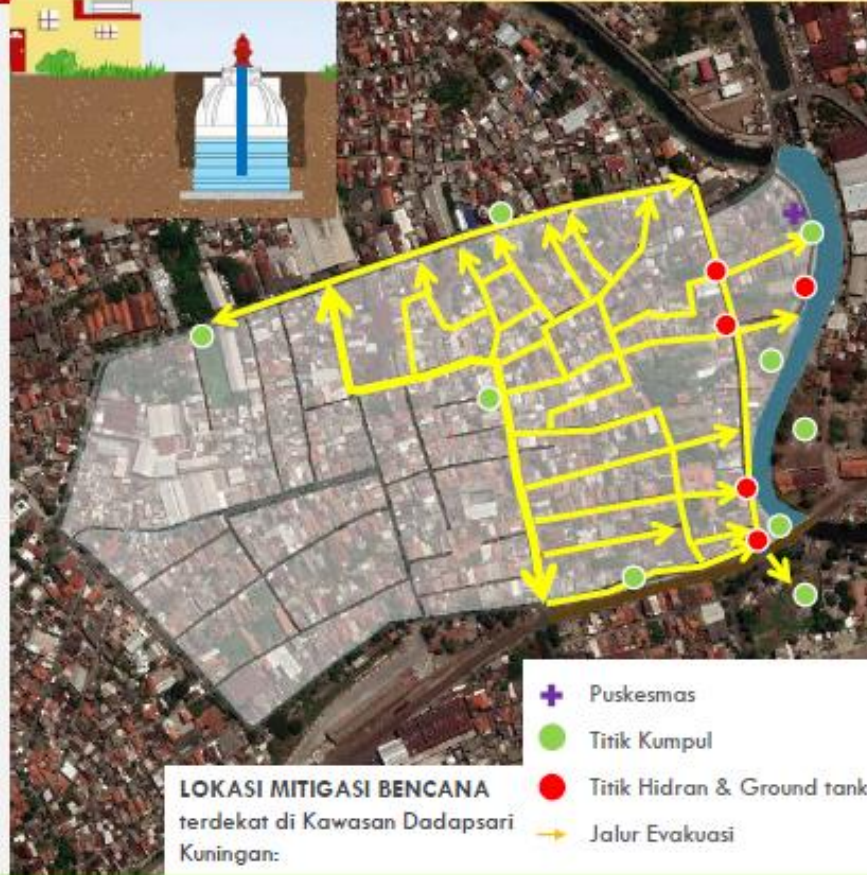 LOKASI MITIGASI BENCANA
terdekat di Kawasan Dadapsari
Kuningan:
Puskesmas
Titik Kumpul
Titik Hidran & Ground tank
Jalur Evakuasi